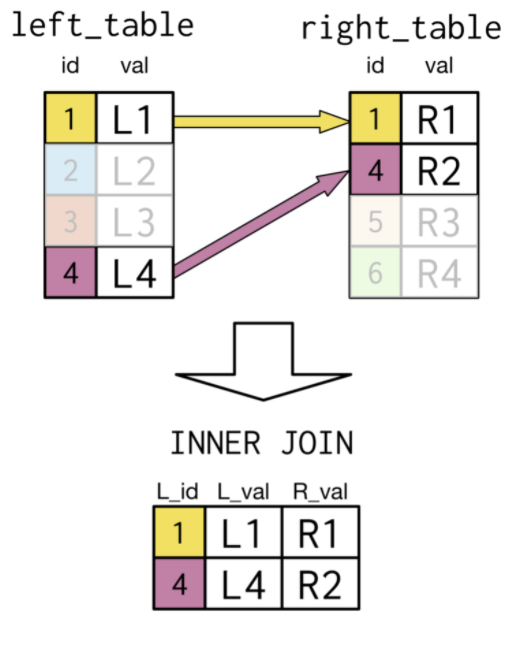 left_table right_table
id val id val
1 L1 1 R1
2 L2 4 R2
3 L3 5 R3
4 L4 6 R4
INNER JOIN
L_id L_val R_val
1 L1 R1
4 L4 R2